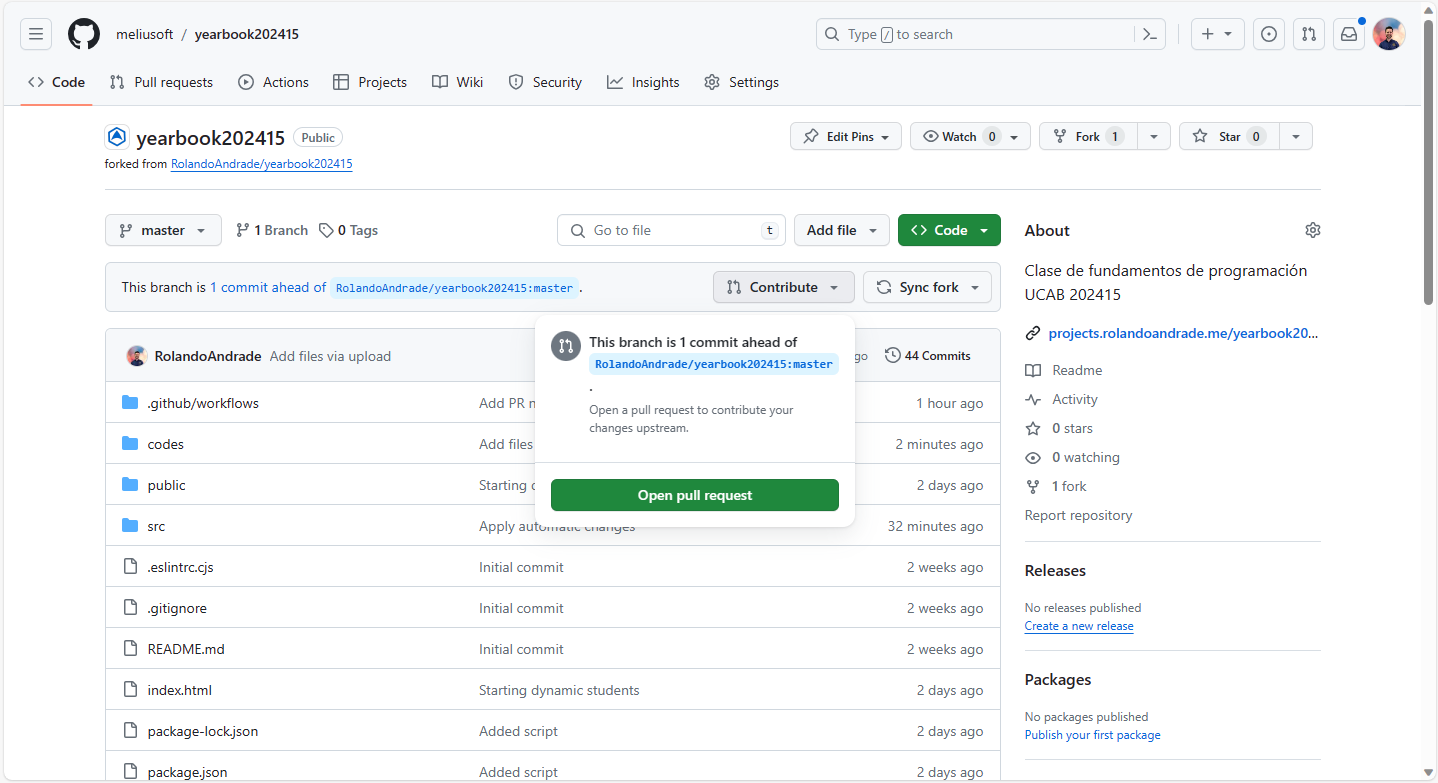 meliusoft / yearbook202415
Type / to search
Code
Pull requests
Actions
Projects
Wiki
Security
Insights
Settings
yearbook202415 Public
forked from RolandoAndrade/yearbook202415
Edit Pins
Watch 0
Fork 1
Star 0
master
1 Branch
0 Tags
Go to file t
Add file
Code
This branch is 1 commit ahead of RolandoAndrade/yearbook202415:master .
Contribute
Sync fork
This branch is 1 commit ahead of
RolandoAndrade/yearbook202415:master
.
Open a pull request to contribute your
changes upstream.
Open pull request
RolandoAndrade Add files via upload
go 44 Commits
.github/workflows Add PR 1 hour ago
codes Add files 2 minutes ago
public Starting 2 days ago
src Apply automatic changes 32 minutes ago
.eslintrc.cjs Initial commit 2 weeks ago
.gitignore Initial commit 2 weeks ago
README.md Initial commit 2 weeks ago
index.html Starting dynamic students 2 days ago
package-lock.json Added script 2 days ago
package.json Added script 2 days ago
About
Clase de fundamentos de programación
UCAB 202415
projects.rolandoandrade.me/yearbook20...
Readme
Activity
0 stars
0 watching
1 fork
Report repository
Releases
No releases published
Create a new release
Packages
No packages published
Publish your first package